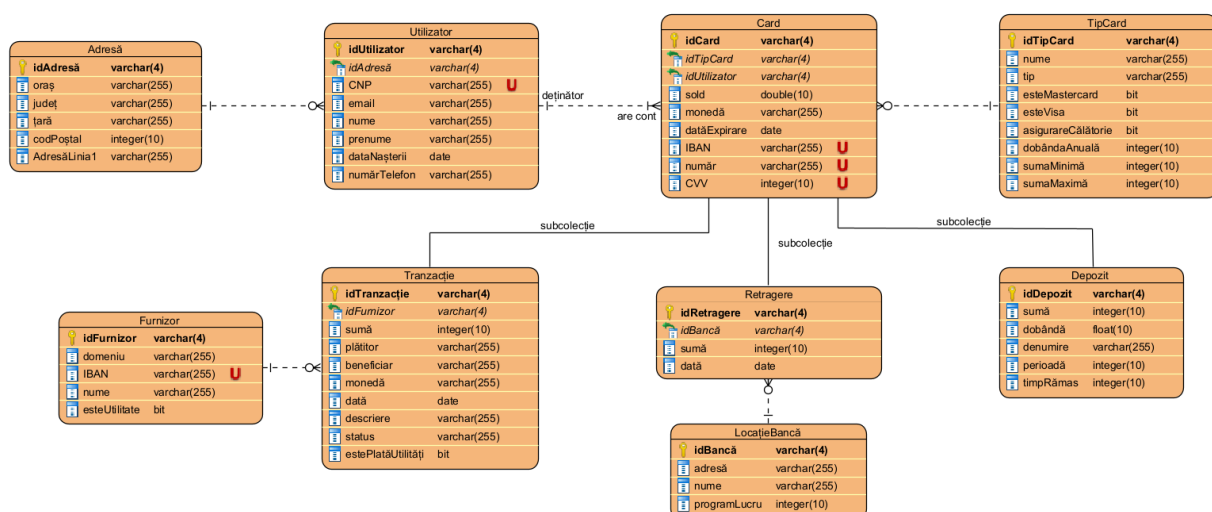 Adresă
idAdresă varchar(4)
oraș varchar(255)
județ varchar(255)
țară varchar(255)
codPoștal integer(10)
AdresăLinia1 varchar(255)
Utilizator
idUtilizator varchar(4)
idAdresă varchar(4)
CNP varchar(255) U
email varchar(255)
nume varchar(255)
prenume varchar(255)
dataNașterii date
numărTelefon varchar(255)
deținător
are cont
Card
idCard varchar(4)
idTipCard varchar(4)
idUtilizator varchar(4)
sold double(10)
monedă varchar(255)
datăExpirare date
IBAN varchar(255) U
număr varchar(255) U
CVV integer(10) U
TipCard
idTipCard varchar(4)
nume varchar(255)
tip varchar(255)
esteMastercard bit
esteVisa bit
asigurareCălătorie bit
dobândaAnuală integer(10)
sumaMinimă integer(10)
sumaMaximă integer(10)
subcolecție
subcolecție
subcolecție
Furnizor
idFurnizor varchar(4)
domeniu varchar(255)
IBAN varchar(255) U
nume varchar(255)
esteUtilitate bit
Tranzacție
idTranzacție varchar(4)
idFurnizor varchar(4)
sumă integer(10)
plătitor varchar(255)
beneficiar varchar(255)
monedă varchar(255)
dată date
descriere varchar(255)
status varchar(255)
estePlatăUtilități bit
Retragere
idRetragere varchar(4)
idBancă varchar(4)
sumă integer(10)
dată date
LocațieBancă
idBancă varchar(4)
adresă varchar(255)
nume varchar(255)
programLucru integer(10)
Depozit
idDepozit varchar(4)
sumă integer(10)
dobândă float(10)
denumire varchar(255)
perioadă integer(10)
timpRămas integer(10)